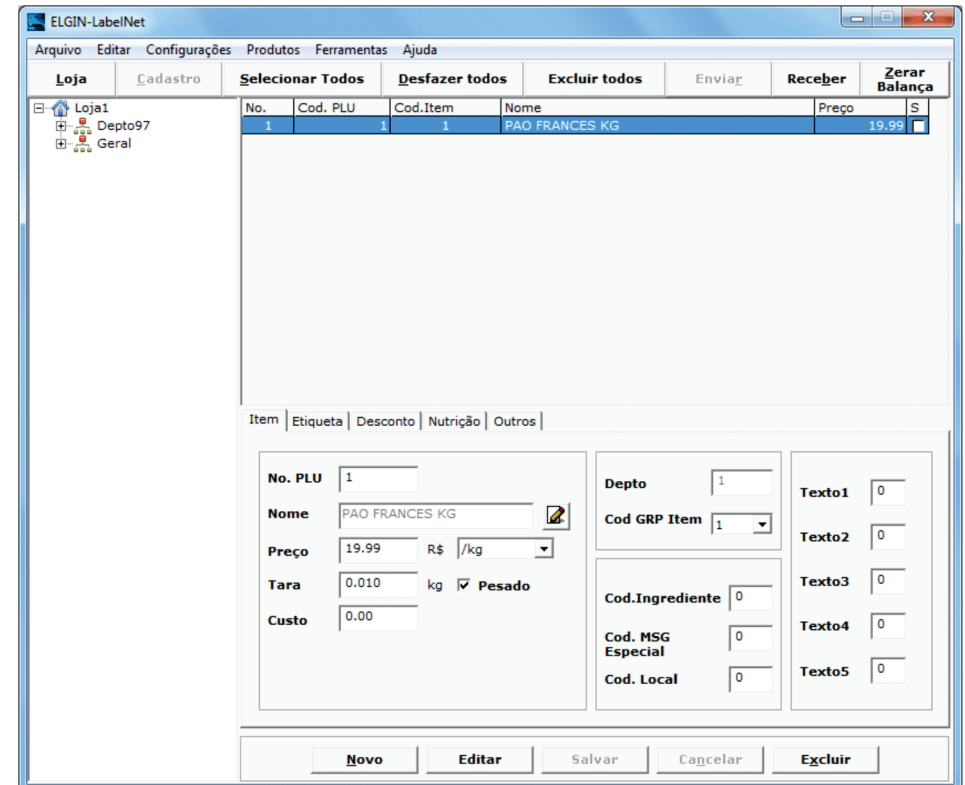 ELGIN-LabelNet
Arquivo Editar Configurações Produtos Ferramentas Ajuda
Loja Cadastro Selecionar Todos Desfazer todos Excluir todos Enviar Receber Zerar Balança
Loja1
Depto97
Geral
No. Cod. PLU Cod.Item Nome Preço S
1 1 1 PAO FRANCES KG 19.99
Item Etiqueta Desconto Nutrição Outros
No. PLU 1
Nome PAO FRANCES KG
Preço 19.99 R$ /kg
Tara 0.010 kg Pesado
Custo 0.00
Depto 1
Cod GRP Item 1
Cod.Ingrediente 0
Cod. MSG Especial 0
Cod. Local 0
Texto1 0
Texto2 0
Texto3 0
Texto4 0
Texto5 0
Novo Editar Salvar Cancelar Excluir